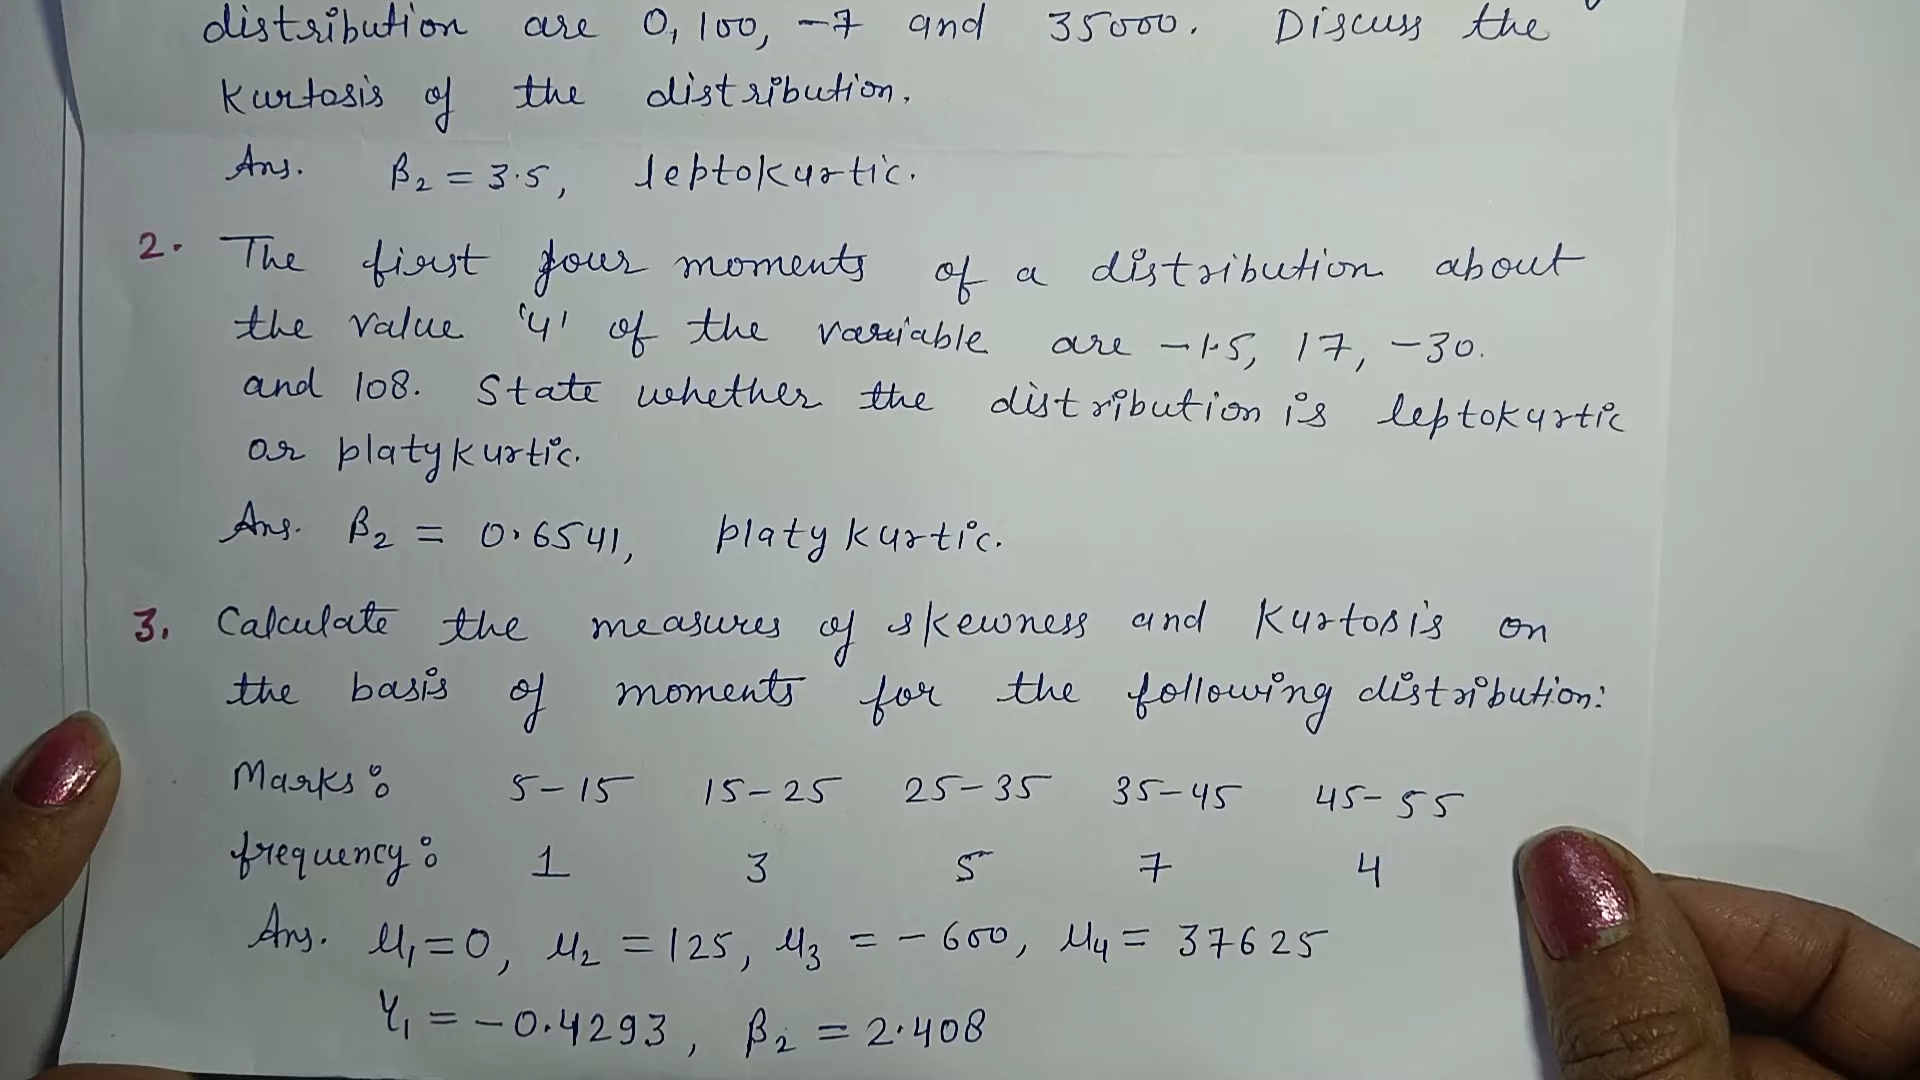 distribution are 0, 100, -7 and 35000. Discuss the
Kurtosis of the distribution.
Ans. β₂ = 3.5, leptokurtic.
2. The first four moments of a distribution about
the value '4' of the variable are -1.5, 17, -30.
and 108. State whether the distribution is leptokurtic
or platykurtic.
Ans. β₂ = 0.6541, platykurtic.
3. Calculate the measures of skewness and Kurtosis on
the basis of moments for the following distribution:
Marks: 5-15 15-25 25-35 35-45 45-55
frequency: 1 3 5 7 4
Ans. μ₁=0, μ₂ = 125, μ₃ = -600, μ₄ = 37625
γ₁ = -0.4293, β₂ = 2.408